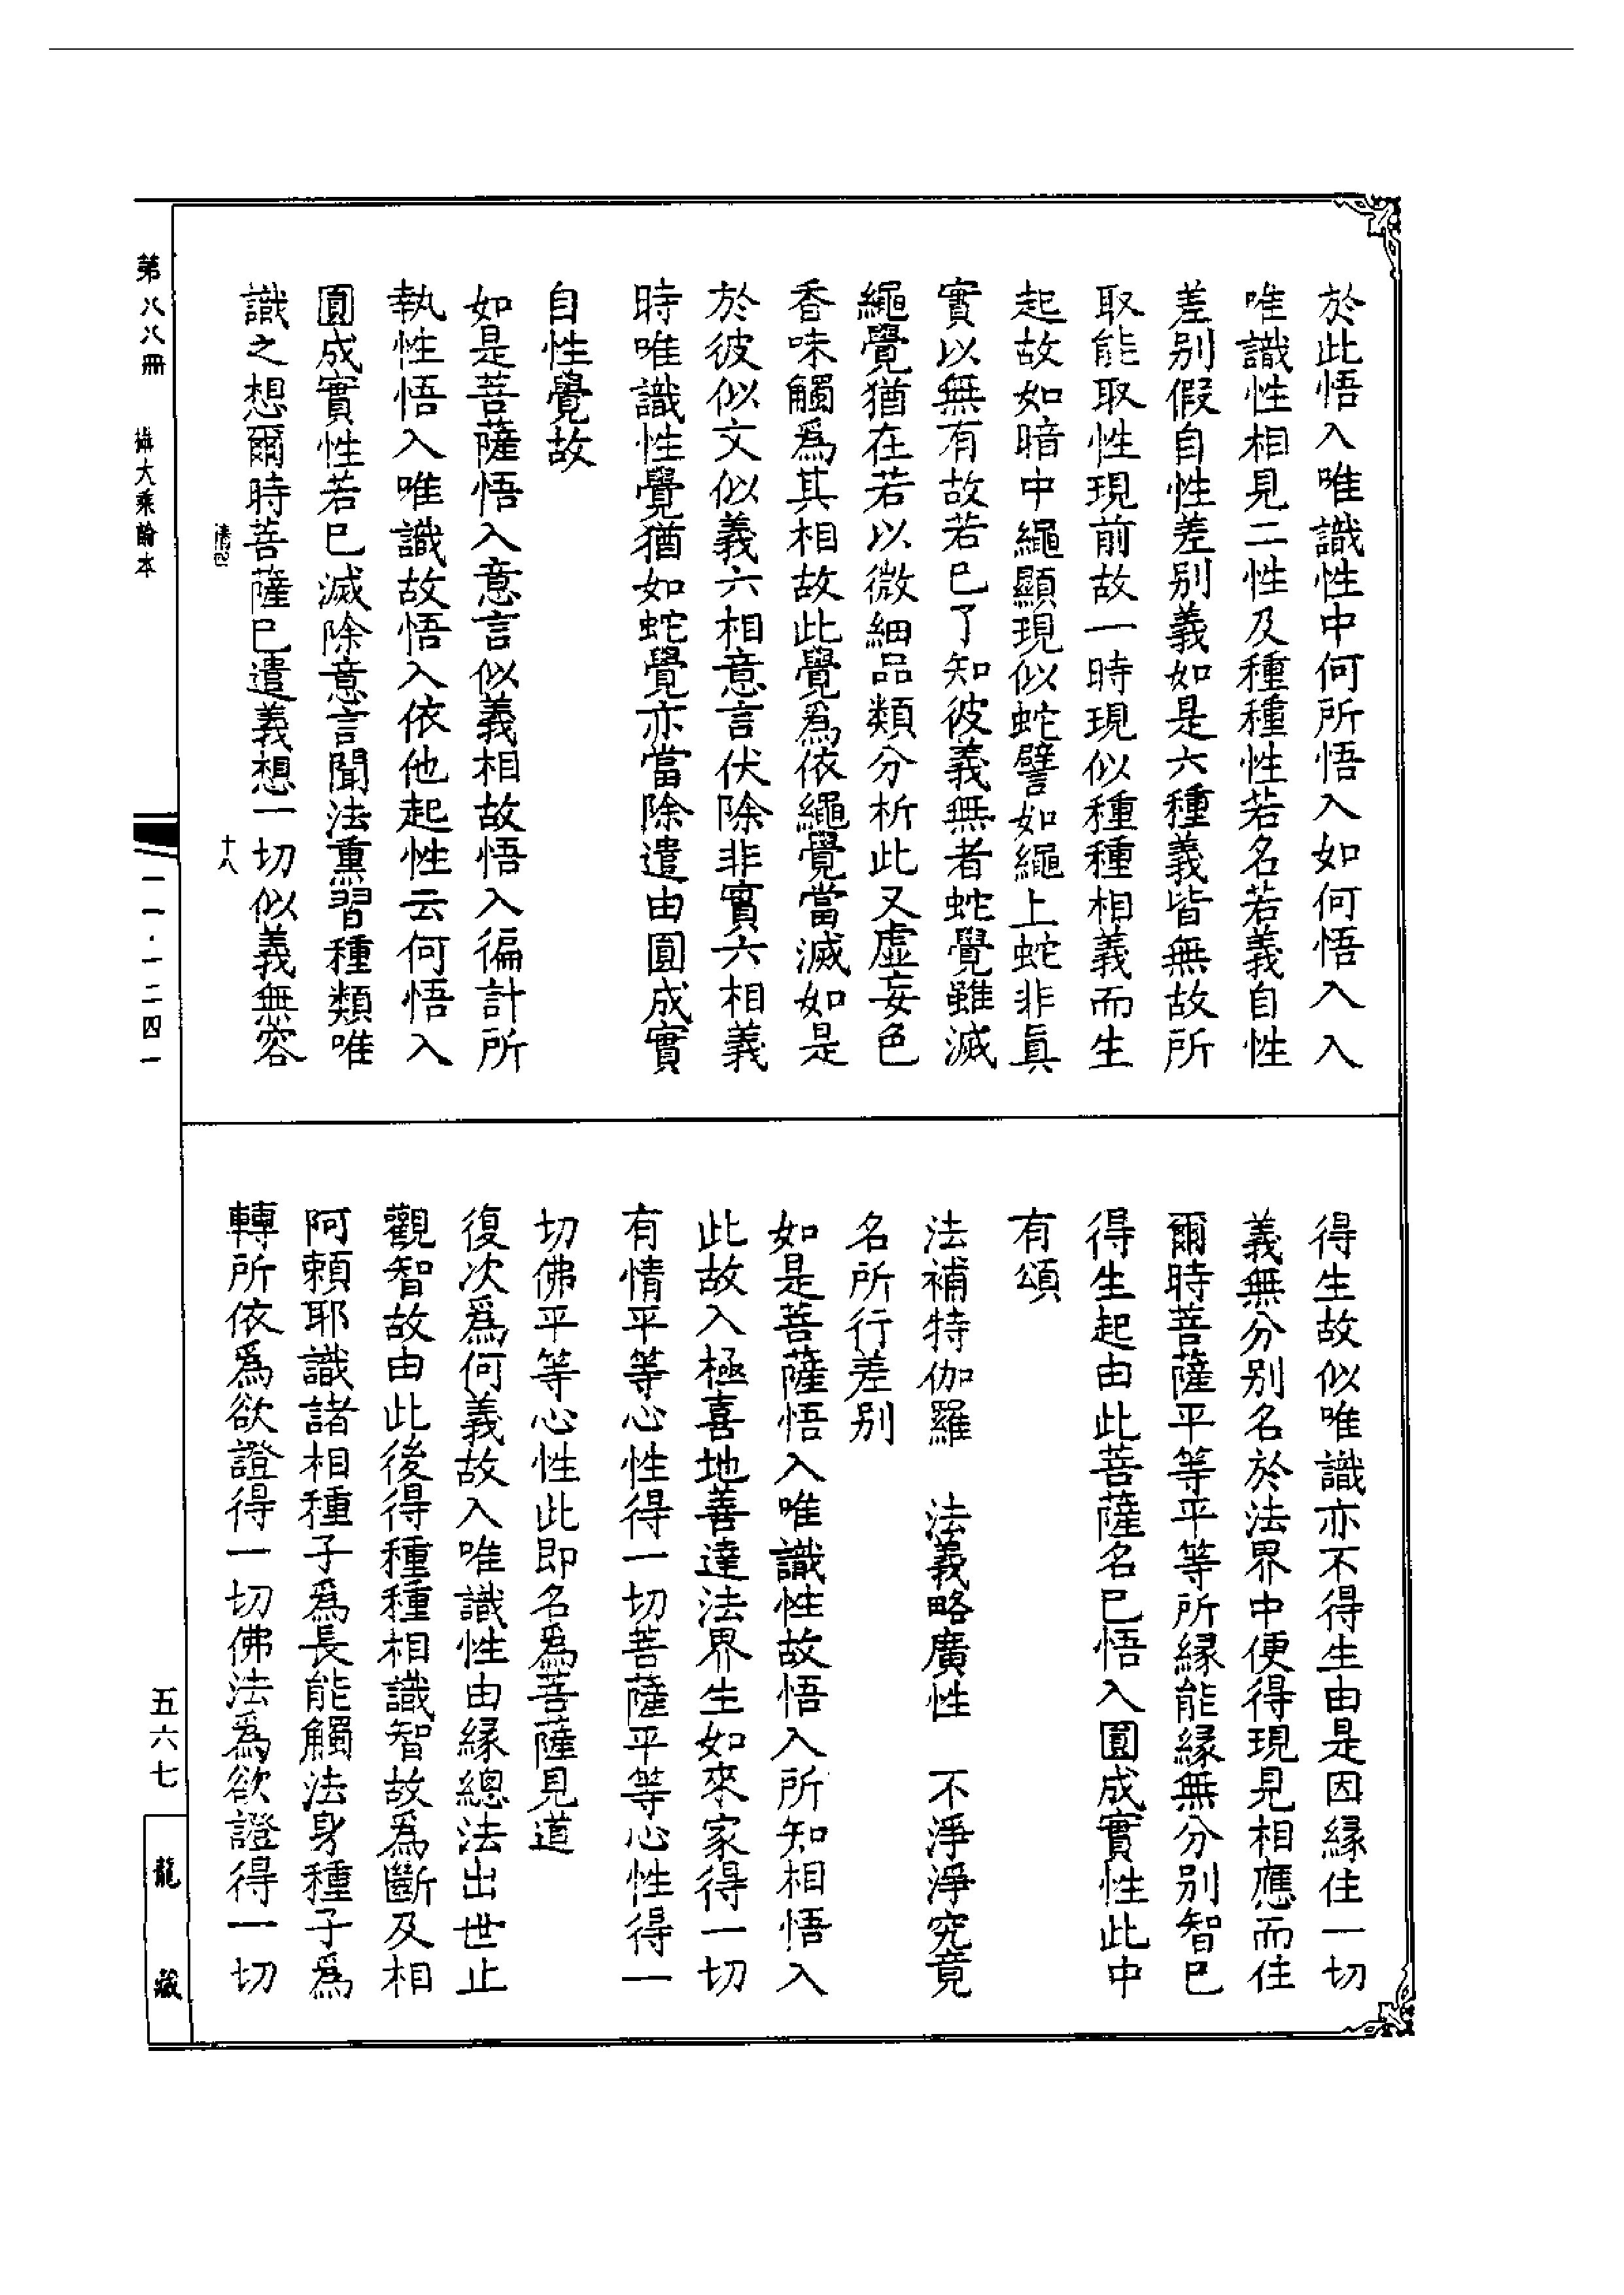 於此悟入唯識性中何所悟入如何悟入入
唯識性相見二性及種種性若名若義自性
差别假自性差别義如是六種義皆無故所
取能取性現前故一時現似種種相義而生
起故如暗中繩顯現似蛇譬如繩上蛇非眞
實以無有故若已了知彼義無者蛇覺雖滅
繩覺猶在若以微細品類分析此又虛妄色
香味觸爲其相故此覺爲依繩覺當滅如是
於彼似文似義六相意言伏除非實六相義
時唯識性覺猶如蛇覺亦當除遣由圓成實
自性覺故
如是菩薩悟入意言似義相故悟入徧計所
執性悟入唯識故悟入依他起性云何悟入
圓成實性若已滅除意言聞法熏習種類唯
識之想爾時菩薩已遣義想一切似義無容
十八
第八八冊
攝大乘論本
一一·一二四一
得生故似唯識亦不得生由是因緣住一切
義無分别名於法界中便得現見相應而住
爾時菩薩平等平等所緣能緣無分别智已
得生起由此菩薩名已悟入圓成實性此中
有頌
法補特伽羅 法義略廣性 不淨淨究竟
名所行差别
如是菩薩悟入唯識性故悟入所知相悟入
此故入極喜地善達法界生如來家得一切
有情平等心性得一切菩薩平等心性得一
切佛平等心性此即名爲菩薩見道
復次爲何義故入唯識性由緣總法出世止
觀智故由此後得種種相識智故爲斷及相
阿賴耶識諸相種子爲長能觸法身種子爲
轉所依爲欲證得一切佛法爲欲證得一切
五六七
龍藏